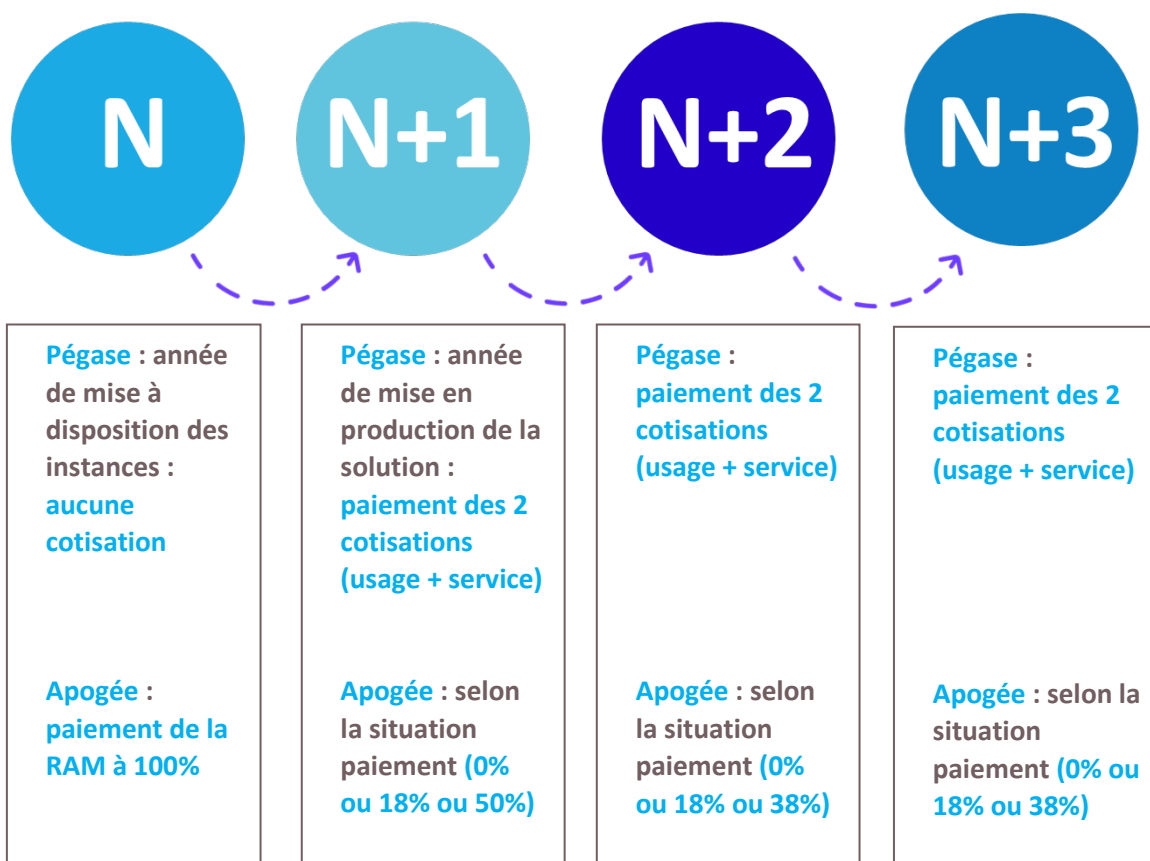 N
N+1
N+2
N+3
Pégase : année
de mise à
disposition des
instances :
aucune
cotisation
Apogée :
paiement de la
RAM à 100%
Pégase : année
de mise en
production de la
solution :
paiement des 2
cotisations
(usage + service)
Apogée : selon
la situation
paiement (0%
ou 18% ou 50%)
Pégase :
paiement des 2
cotisations
(usage + service)
Apogée : selon
la situation
paiement (0%
ou 18% ou 38%)
Pégase :
paiement des 2
cotisations
(usage + service)
Apogée : selon la
situation
paiement (0% ou
18% ou 38%)